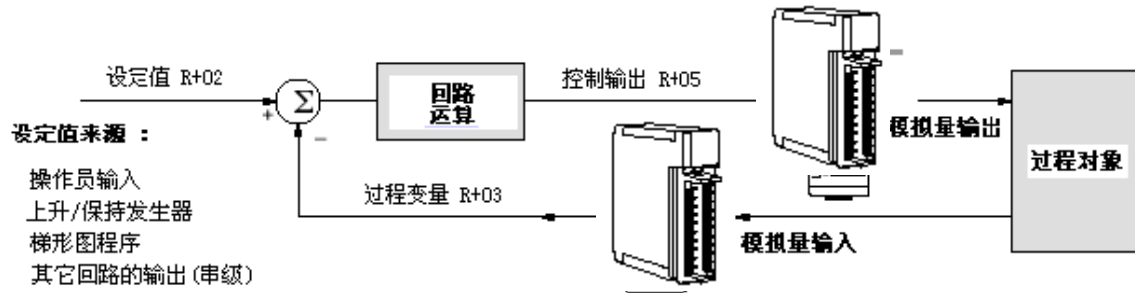 设定值 R+02
+
Σ
−
回路
运算
控制输出 R+05
模拟量输出
过程对象
设定值来源 ：
操作员输入
上升/保持发生器
梯形图程序
其它回路的输出(串级)
过程变量 R+03
模拟量输入